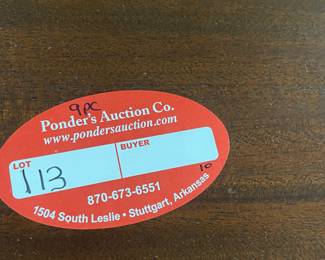 9pc
Ponder's Auction Co.
www.pondersauction.com
LOT
BUYER
113
10
870-673-6551
1504 South Leslie • Stuttgart, Arkansas